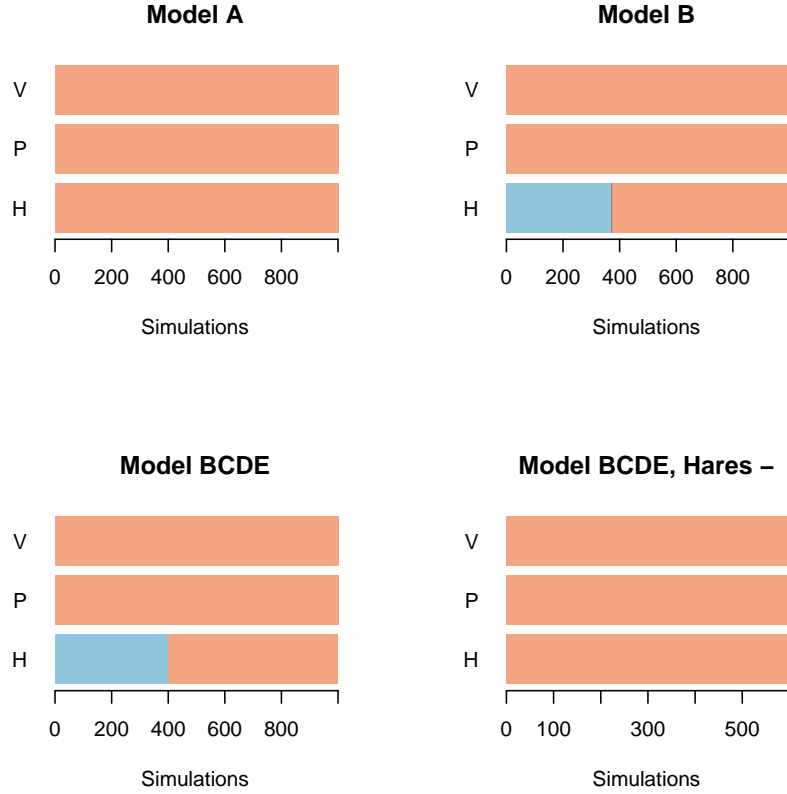 Model A
V
P
H
0 200 400 600 800
Simulations
Model B
V
P
H
0 200 400 600 800
Simulations
Model BCDE
V
P
H
0 200 400 600 800
Simulations
Model BCDE, Hares –
V
P
H
0 100 300 500
Simulations